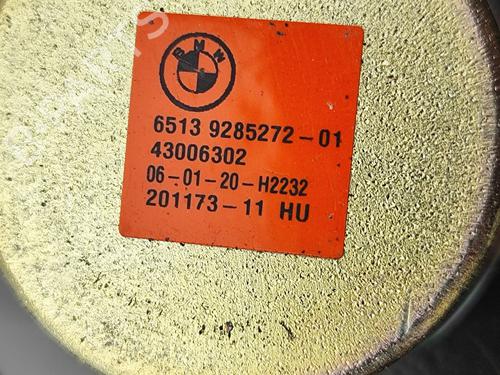 BMW
6513 9285272-01
43006302
06-01-20-H2232
201173-11 HU